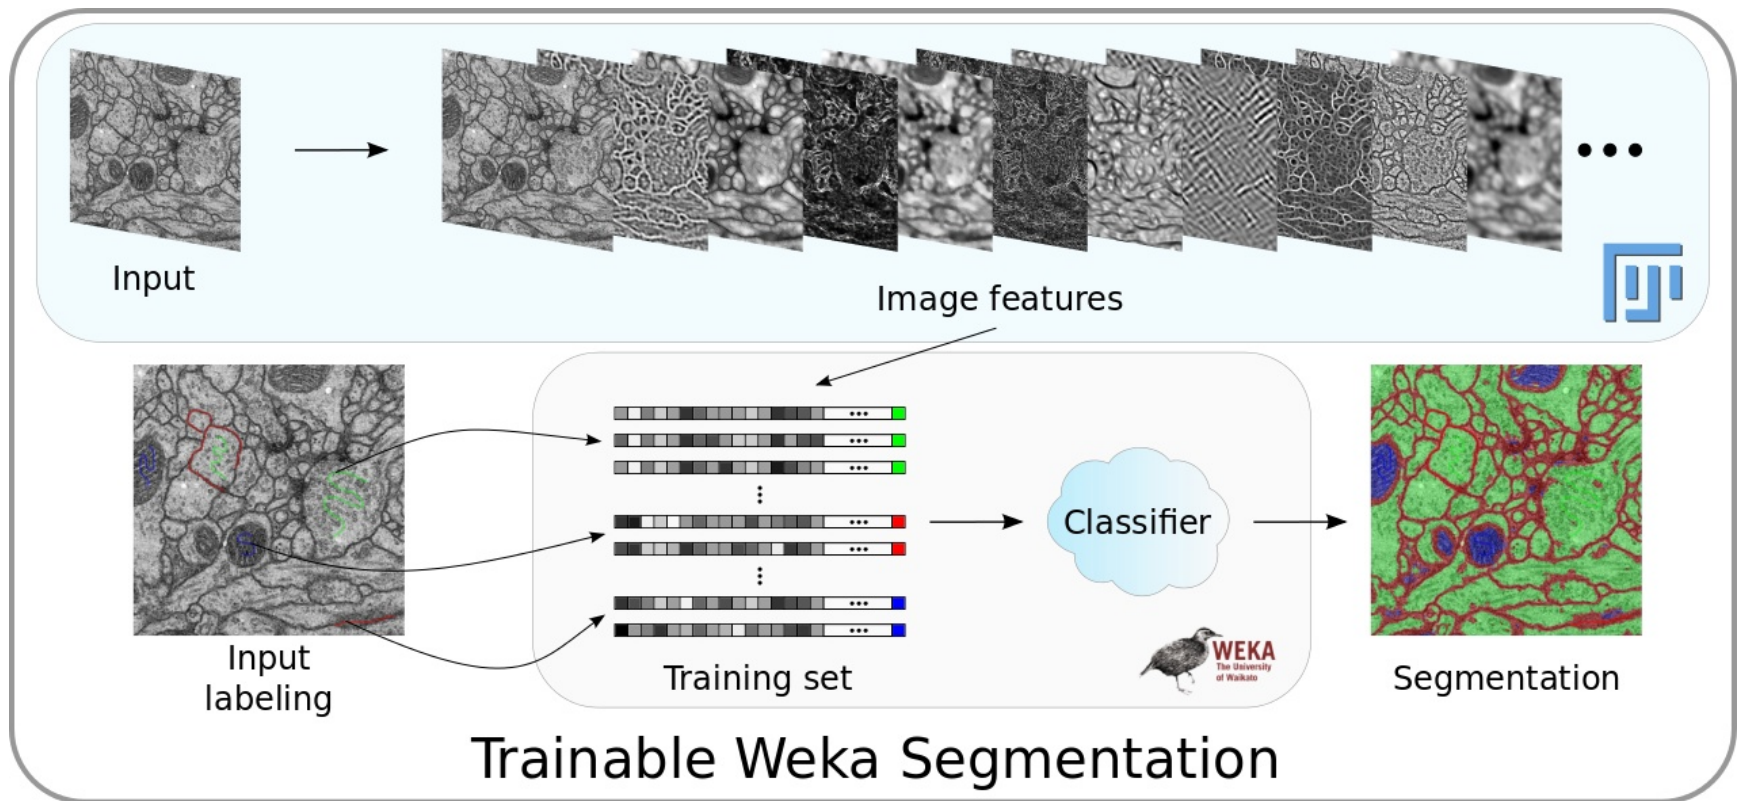 Input
Image features
Input
labeling
Training set
Classifier
WEKA
The University
of Waikato
Segmentation
Trainable Weka Segmentation